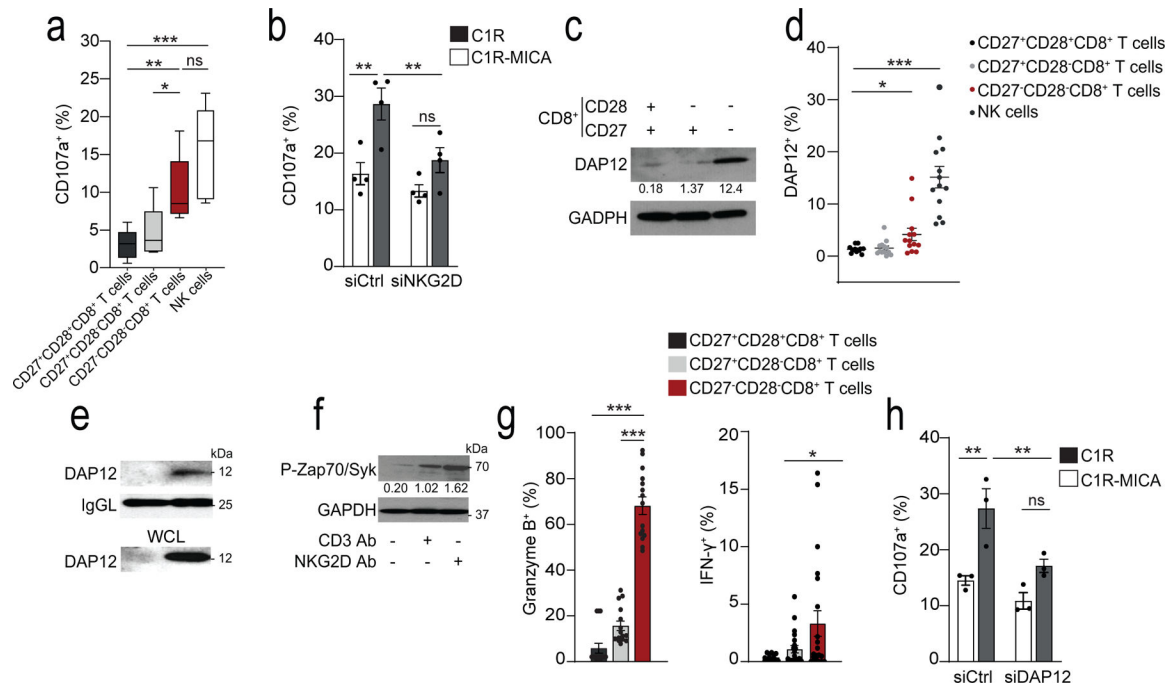 a
30
25
20
15
10
5
0
CD107a⁺ (%)
***
**
ns
*
CD27⁺CD28⁺CD8⁺ T cells
CD27⁺CD28⁻CD8⁺ T cells
CD27⁻CD28⁻CD8⁺ T cells
NK cells
b
C1R
C1R-MICA
40
30
20
10
0
CD107a⁺ (%)
**
**
ns
siCtrl siNKG2D
c
CD8⁺
CD28 + - -
CD27 + + -
DAP12
0.18 1.37 12.4
GADPH
d
40
30
20
10
0
DAP12⁺ (%)
***
*
CD27⁺CD28⁺CD8⁺ T cells
CD27⁺CD28⁻CD8⁺ T cells
CD27⁻CD28⁻CD8⁺ T cells
NK cells
CD27⁺CD28⁺CD8⁺ T cells
CD27⁺CD28⁻CD8⁺ T cells
CD27⁻CD28⁻CD8⁺ T cells
e
kDa
DAP12 - 12
IgGL - 25
WCL
DAP12 - 12
f
kDa
P-Zap70/Syk - 70
0.20 1.02 1.62
GAPDH - 37
CD3 Ab - + -
NKG2D Ab - - +
g
100
80
60
40
20
0
Granzyme B⁺ (%)
***
***
20
15
10
5
0
IFN-γ⁺ (%)
*
h
40
30
20
10
0
CD107a⁺ (%)
**
**
ns
C1R
C1R-MICA
siCtrl siDAP12